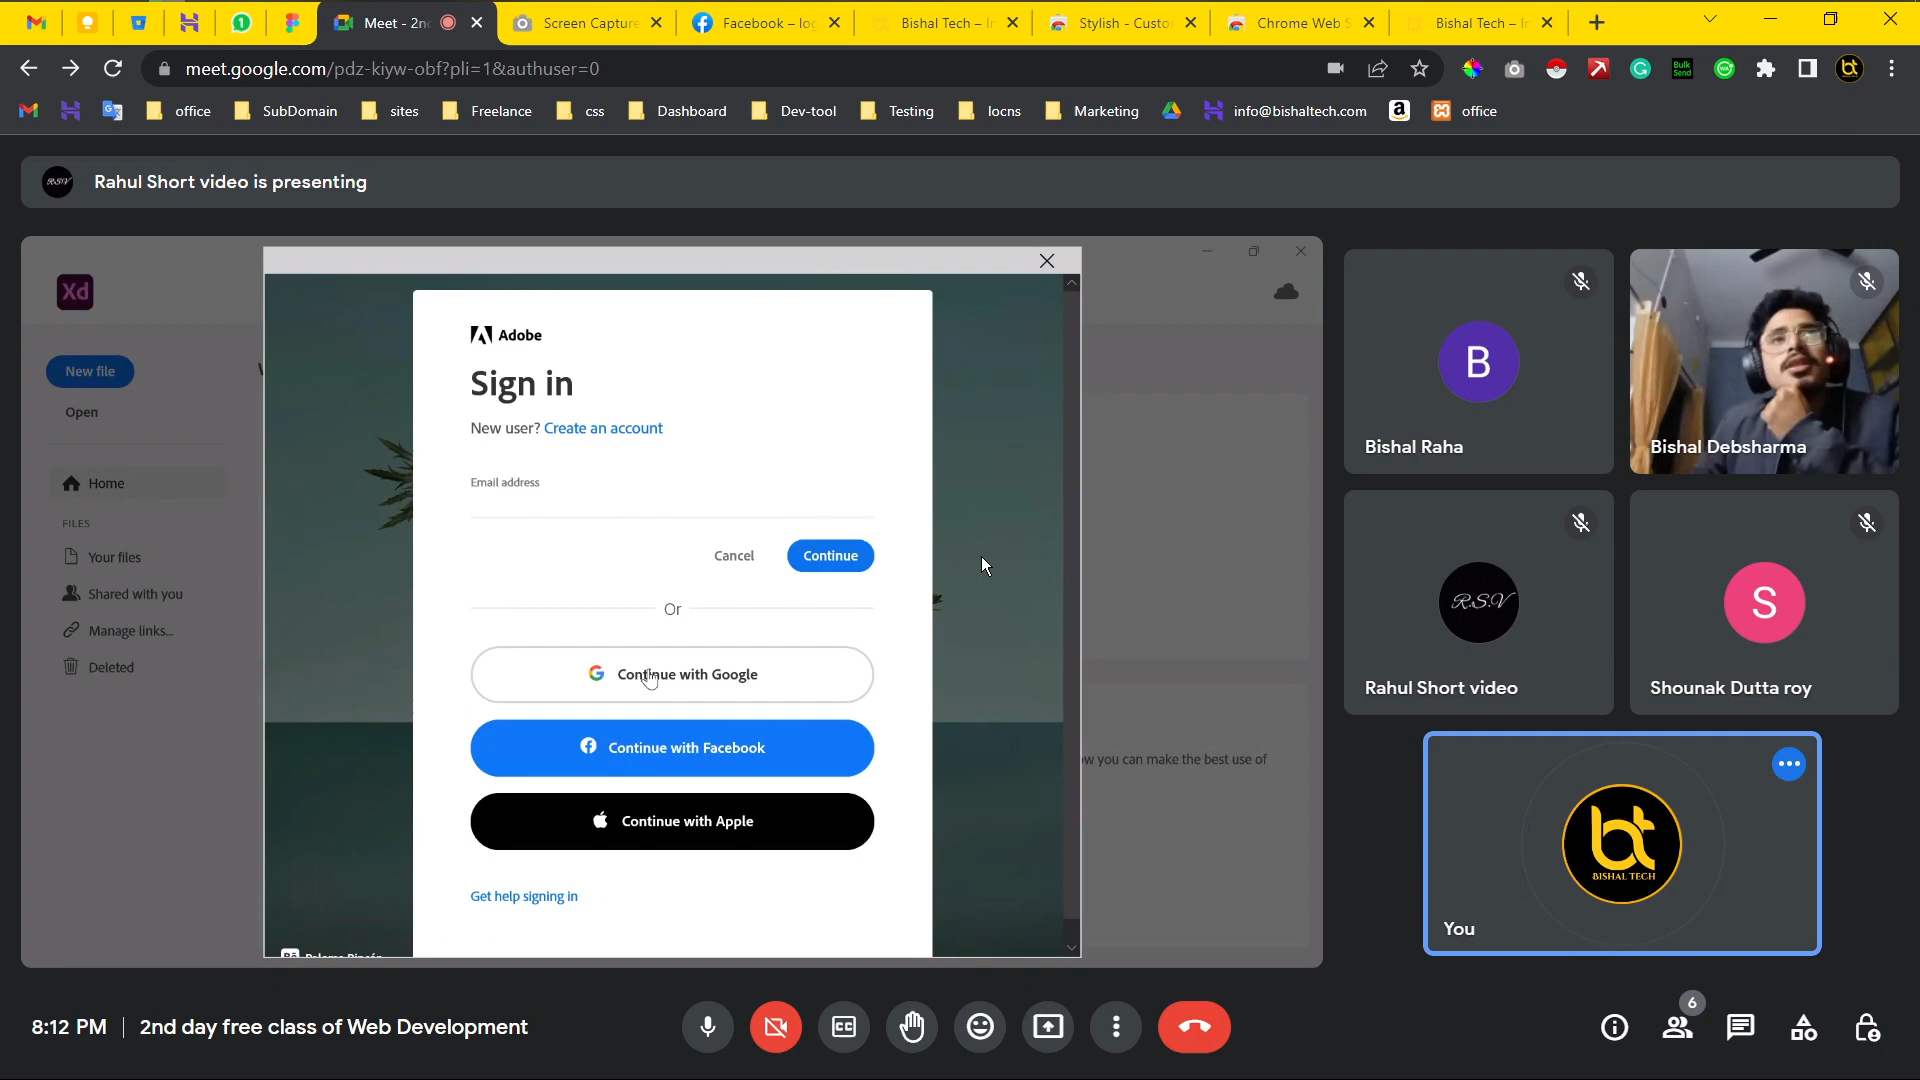 Meet - 2n
Screen Capture
Facebook – log
Bishal Tech – In
Stylish - Custo
Chrome Web S
Bishal Tech – In
meet.google.com/pdz-kiyw-obf?pli=1&authuser=0
Bulk Send
bt
office
SubDomain
sites
Freelance
css
Dashboard
Dev-tool
Testing
locns
Marketing
info@bishaltech.com
office
R.S.V
Rahul Short video is presenting
Xd
New file
Open
Home
FILES
Your files
Shared with you
Manage links...
Deleted
Adobe
Sign in
New user? Create an account
Email address
Cancel
Continue
Or
Continue with Google
Continue with Facebook
Continue with Apple
Get help signing in
ow you can make the best use of
B
Bishal Raha
Bishal Debsharma
R.S.V
Rahul Short video
S
Shounak Dutta roy
bt
BISHAL TECH
You
8:12 PM
2nd day free class of Web Development
CC
6